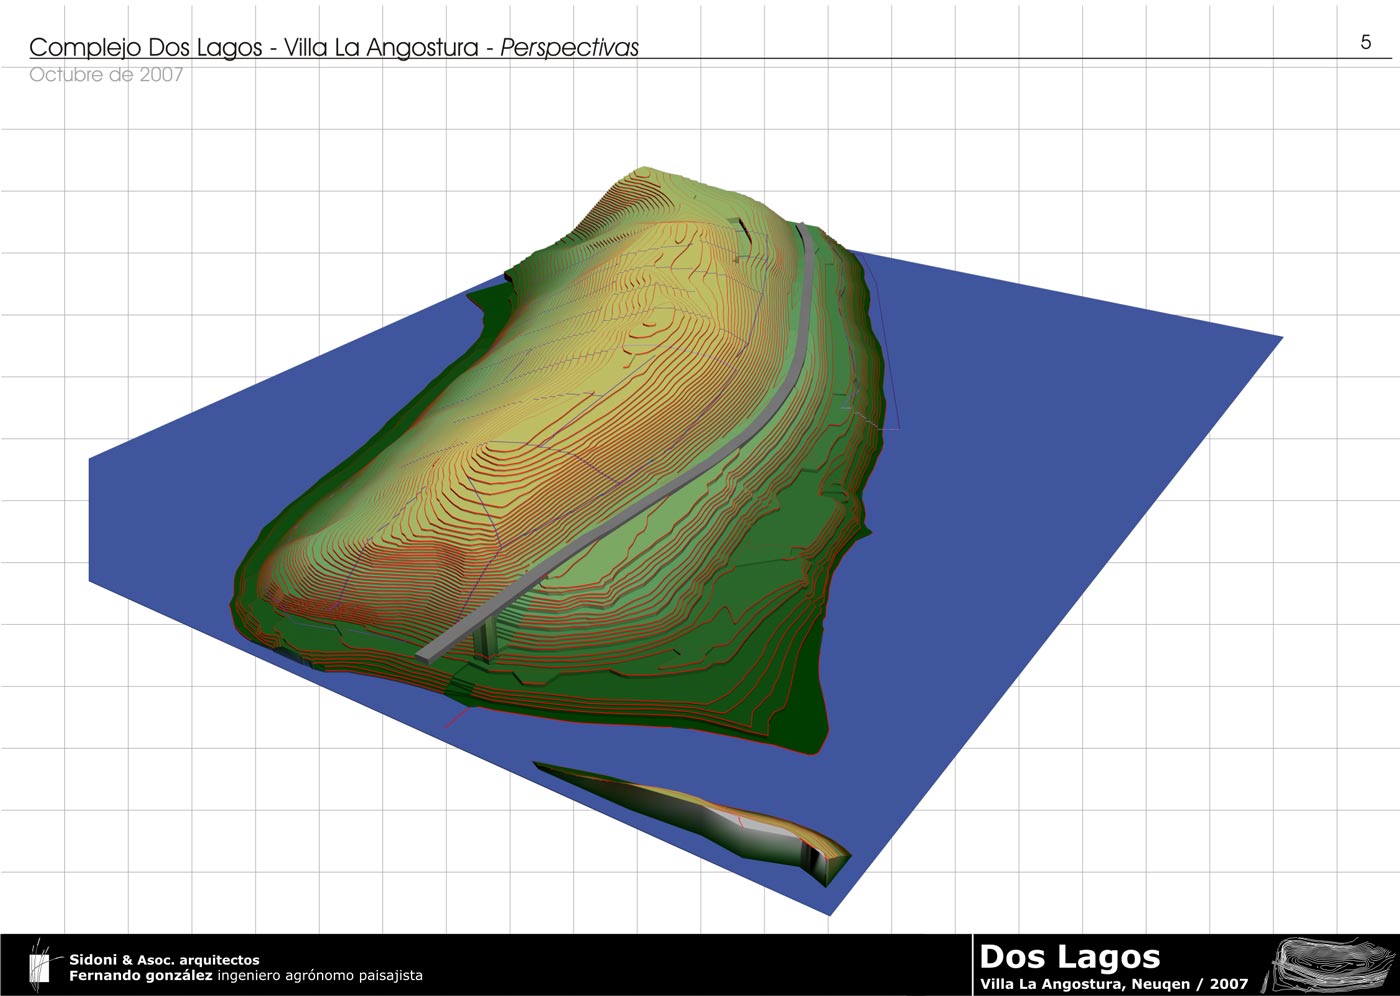 Complejo Dos Lagos - Villa La Angostura - Perspectivas
5
Octubre de 2007
Sidoni & Asoc. arquitectos
Fernando gonzález ingeniero agrónomo paisajista
Dos Lagos
Villa La Angostura, Neuqen / 2007